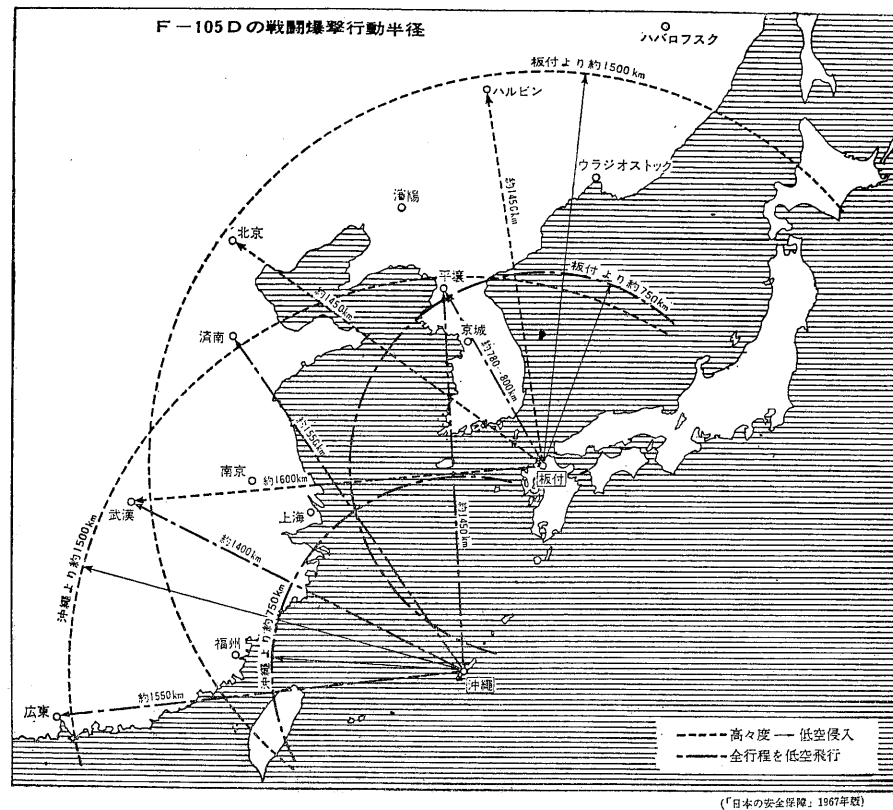 F－105Dの戦闘爆撃行動半径
ハバロフスク
板付より約1500km
ハルビン
ウラジオストック
瀋陽
約1450km
北京
板付より約750km
平壌
約1450km
済南
京城
約780～800km
約1550km
南京
約1600km
板付
武漢
上海
約1450km
約1400km
沖縄より約1500km
沖縄より約750km
福州
沖縄
約1550km
広東
高々度 — 低空侵入
全行程を低空飛行
(「日本の安全保障」1967年版)